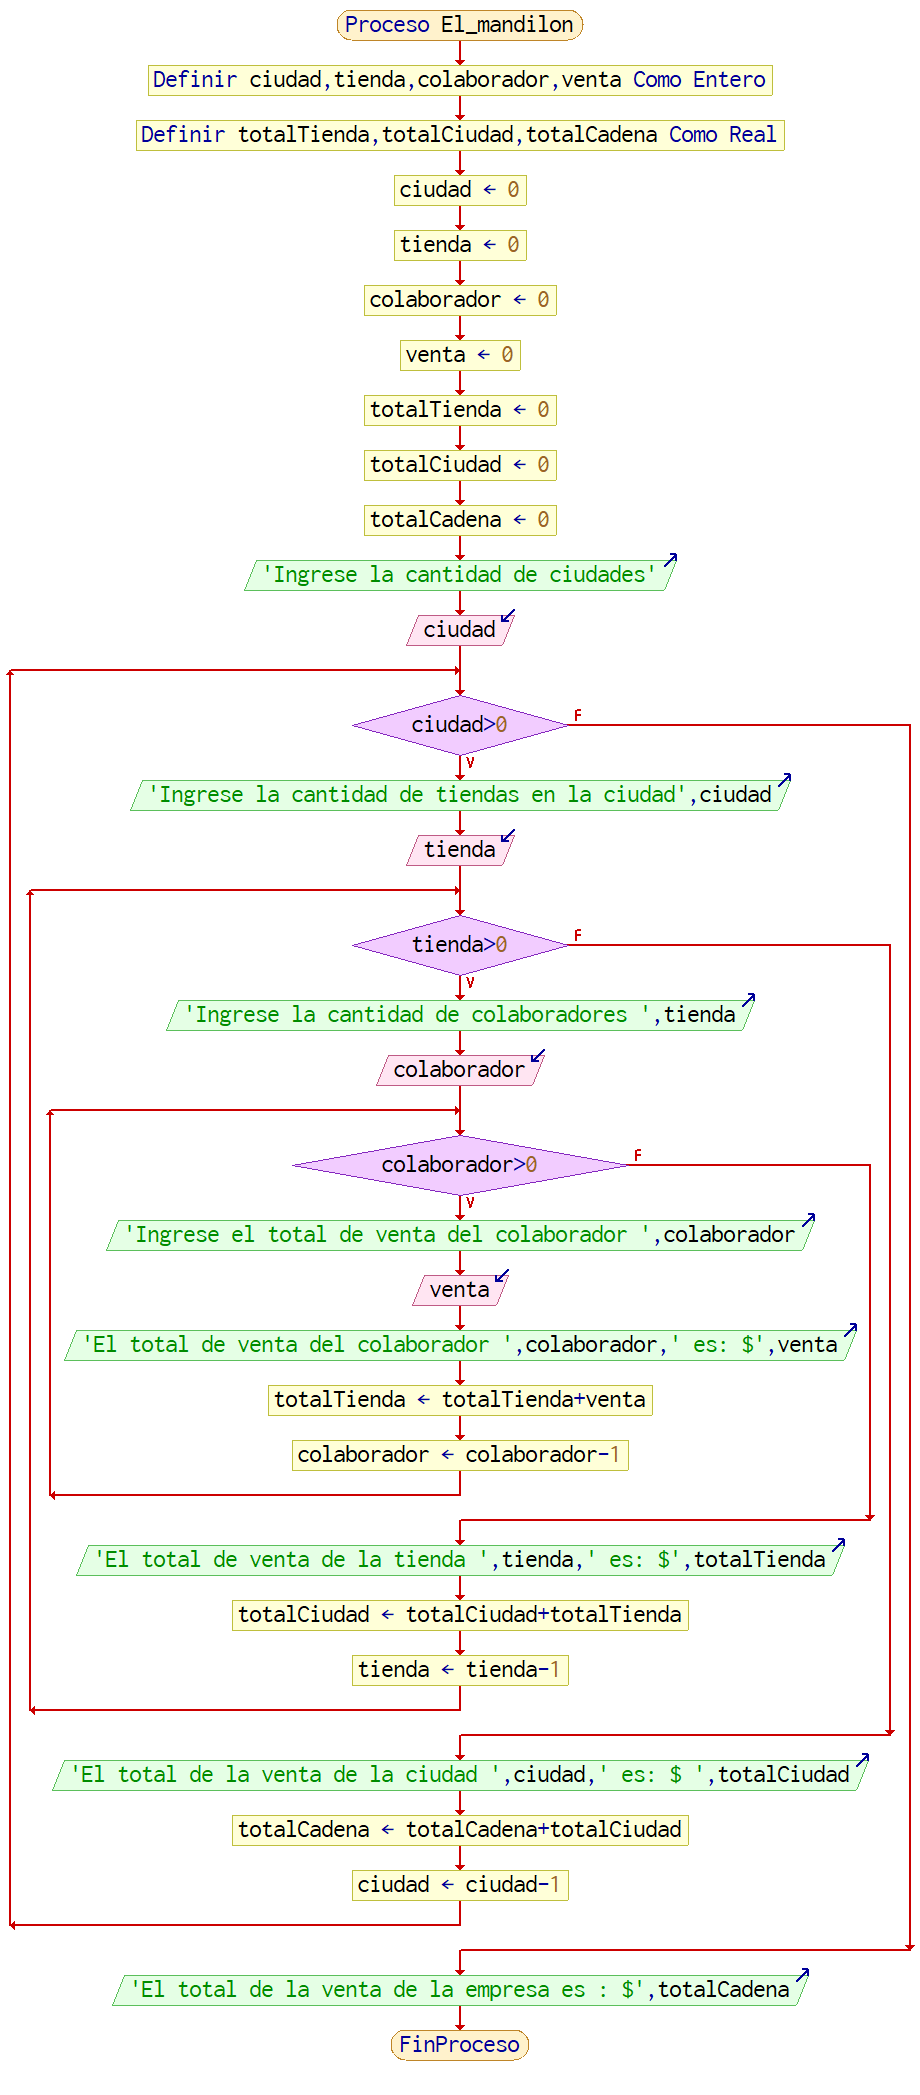 Proceso El_mandilon
Definir ciudad,tienda,colaborador,venta Como Entero
Definir totalTienda,totalCiudad,totalCadena Como Real
ciudad ← 0
tienda ← 0
colaborador ← 0
venta ← 0
totalTienda ← 0
totalCiudad ← 0
totalCadena ← 0
'Ingrese la cantidad de ciudades'
ciudad
ciudad>0
F
V
'Ingrese la cantidad de tiendas en la ciudad',ciudad
tienda
tienda>0
F
V
'Ingrese la cantidad de colaboradores ',tienda
colaborador
colaborador>0
F
V
'Ingrese el total de venta del colaborador ',colaborador
venta
'El total de venta del colaborador ',colaborador,' es: $',venta
totalTienda ← totalTienda+venta
colaborador ← colaborador-1
'El total de venta de la tienda ',tienda,' es: $',totalTienda
totalCiudad ← totalCiudad+totalTienda
tienda ← tienda-1
'El total de la venta de la ciudad ',ciudad,' es: $ ',totalCiudad
totalCadena ← totalCadena+totalCiudad
ciudad ← ciudad-1
'El total de la venta de la empresa es : $',totalCadena
FinProceso